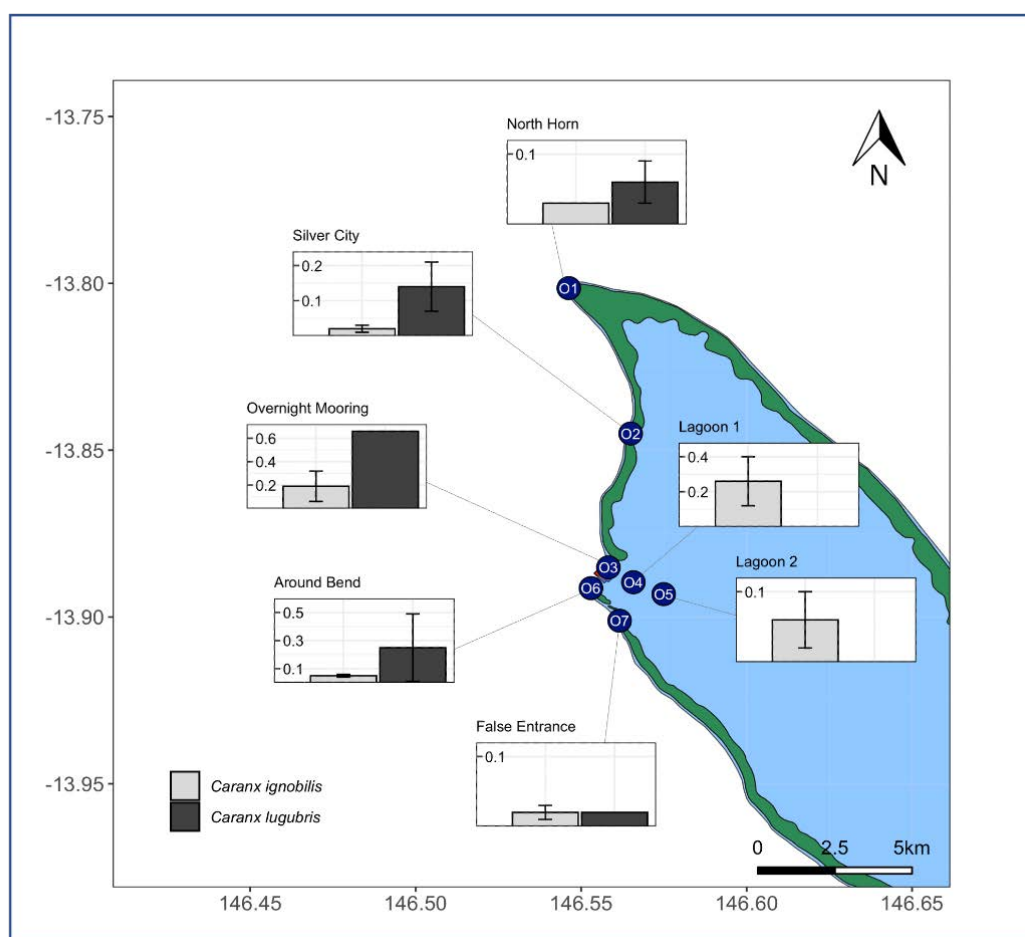 -13.75
-13.80
-13.85
-13.90
-13.95
146.45
146.50
146.55
146.60
146.65
N
North Horn
0.1
Silver City
0.2
0.1
Overnight Mooring
0.6
0.4
0.2
Around Bend
0.5
0.3
0.1
False Entrance
0.1
Lagoon 1
0.4
0.2
Lagoon 2
0.1
O1
O2
O3
O4
O5
O6
O7
Caranx ignobilis
Caranx lugubris
0 2.5 5km